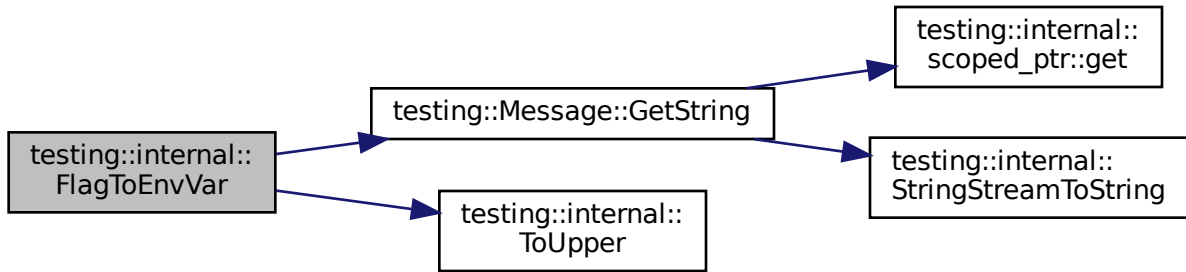 testing::internal::
FlagToEnvVar
testing::Message::GetString
testing::internal::
ToUpper
testing::internal::
scoped_ptr::get
testing::internal::
StringStreamToString